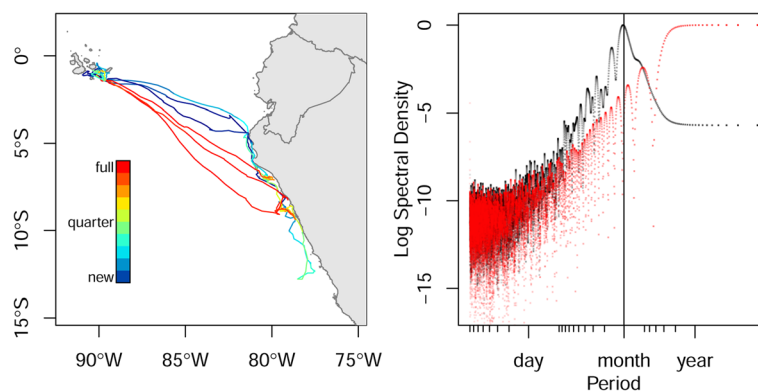 0°
5°S
10°S
15°S
full
quarter
new
90°W
85°W
80°W
75°W
Log Spectral Density
0
−5
−10
−15
day
month
year
Period